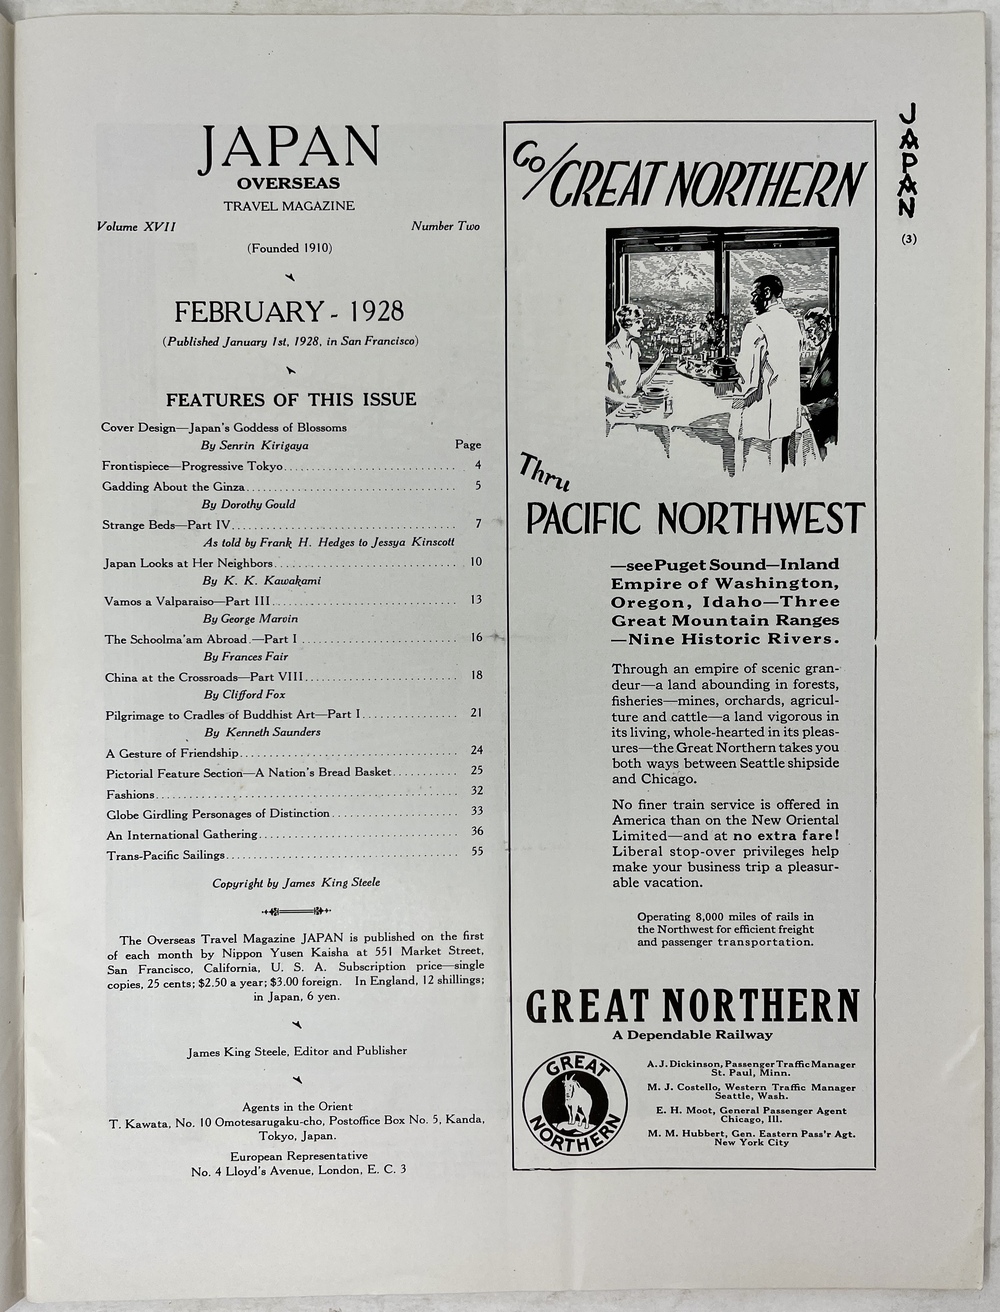 JAPAN
OVERSEAS
TRAVEL MAGAZINE
Volume XVII Number Two
(Founded 1910)
FEBRUARY - 1928
(Published January 1st, 1928, in San Francisco)
FEATURES OF THIS ISSUE
Cover Design—Japan's Goddess of Blossoms
By Senrin Kirigaya Page
Frontispiece—Progressive Tokyo 4
Gadding About the Ginza 5
By Dorothy Gould
Strange Beds—Part IV 7
As told by Frank H. Hedges to Jessya Kinscott
Japan Looks at Her Neighbors 10
By K. K. Kawakami
Vamos a Valparaiso—Part III 13
By George Marvin
The Schoolma'am Abroad.—Part I 16
By Frances Fair
China at the Crossroads—Part VIII 18
By Clifford Fox
Pilgrimage to Cradles of Buddhist Art—Part I 21
By Kenneth Saunders
A Gesture of Friendship 24
Pictorial Feature Section—A Nation's Bread Basket 25
Fashions 32
Globe Girdling Personages of Distinction 33
An International Gathering 36
Trans-Pacific Sailings 55
Copyright by James King Steele
The Overseas Travel Magazine JAPAN is published on the first
of each month by Nippon Yusen Kaisha at 551 Market Street,
San Francisco, California, U. S. A. Subscription price—single
copies, 25 cents; $2.50 a year; $3.00 foreign. In England, 12 shillings;
in Japan, 6 yen.
James King Steele, Editor and Publisher
Agents in the Orient
T. Kawata, No. 10 Omotesarugaku-cho, Postoffice Box No. 5, Kanda,
Tokyo, Japan.
European Representative
No. 4 Lloyd's Avenue, London, E. C. 3
Go/GREAT NORTHERN
Thru
PACIFIC NORTHWEST
—see Puget Sound—Inland
Empire of Washington,
Oregon, Idaho—Three
Great Mountain Ranges
—Nine Historic Rivers.
Through an empire of scenic gran-
deur—a land abounding in forests,
fisheries—mines, orchards, agricul-
ture and cattle—a land vigorous in
its living, whole-hearted in its pleas-
ures—the Great Northern takes you
both ways between Seattle shipside
and Chicago.
No finer train service is offered in
America than on the New Oriental
Limited—and at no extra fare!
Liberal stop-over privileges help
make your business trip a pleasur-
able vacation.
Operating 8,000 miles of rails in
the Northwest for efficient freight
and passenger transportation.
GREAT NORTHERN
A Dependable Railway
GREAT
NORTHERN
A. J. Dickinson, Passenger Traffic Manager
St. Paul, Minn.
M. J. Costello, Western Traffic Manager
Seattle, Wash.
E. H. Moot, General Passenger Agent
Chicago, Ill.
M. M. Hubbert, Gen. Eastern Pass'r Agt.
New York City
JAPAN
(3)